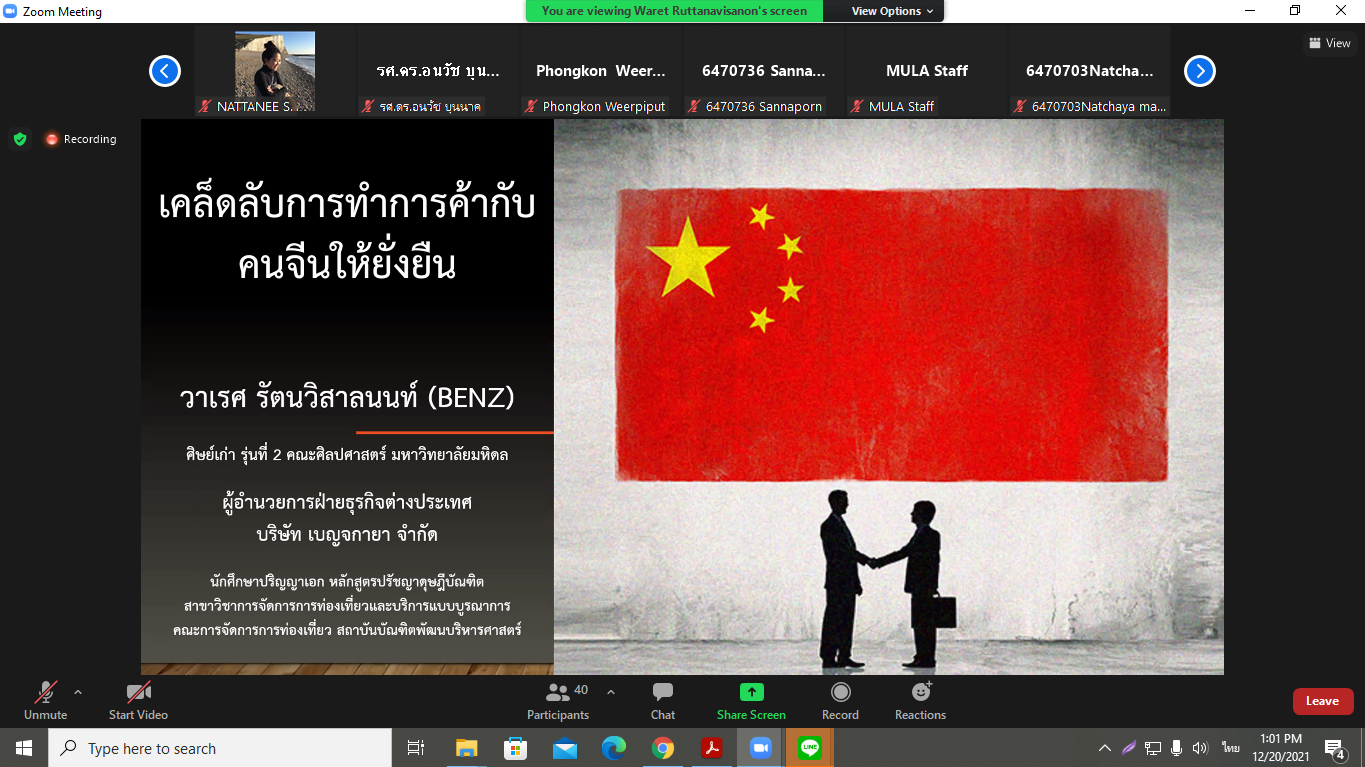 Zoom Meeting
You are viewing Waret Ruttanavisanon's screen
View Options
View
รศ.ดร.อนวัช บุน...
Phongkon Weer...
6470736 Sanna...
MULA Staff
6470703Natcha...
NATTANEE S...
รศ.ดร.อนวัช บุนนาค
Phongkon Weerpiput
6470736 Sannaporn
MULA Staff
6470703Natchaya ma...
Recording
เคล็ดลับการทำการค้ากับ
คนจีนให้ยั่งยืน
วาเรศ รัตนวิสาลนนท์ (BENZ)
ศิษย์เก่า รุ่นที่ 2 คณะศิลปศาสตร์ มหาวิทยาลัยมหิดล
ผู้อำนวยการฝ่ายธุรกิจต่างประเทศ
บริษัท เบญจกายา จำกัด
นักศึกษาปริญญาเอก หลักสูตรปรัชญาดุษฎีบัณฑิต
สาขาวิชาการจัดการการท่องเที่ยวและบริการแบบบูรณาการ
คณะการจัดการการท่องเที่ยว สถาบันบัณฑิตพัฒนบริหารศาสตร์
Unmute
Start Video
40
Participants
Chat
Share Screen
Record
Reactions
Leave
Type here to search
LINE
ไทย
1:01 PM
12/20/2021
4